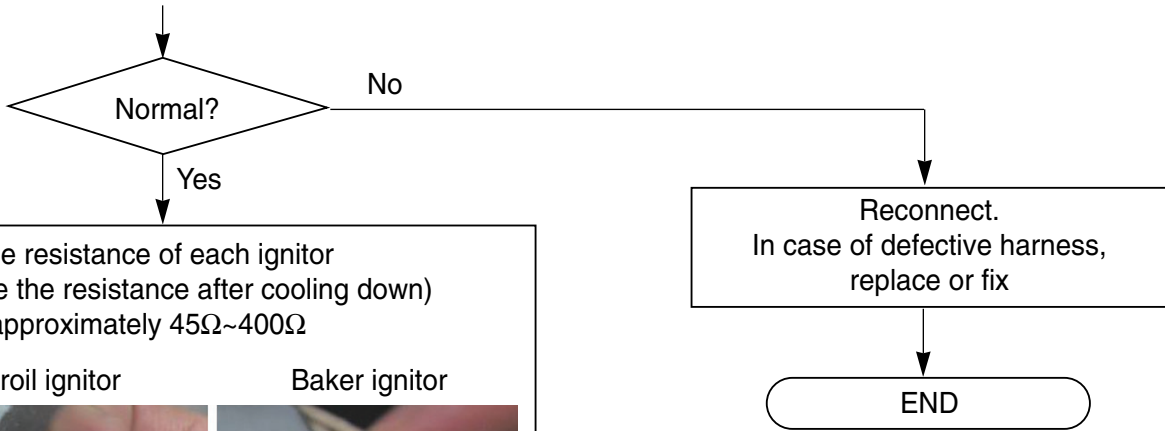 No
Normal?
Yes
Reconnect.
In case of defective harness,
replace or fix
resistance of each ignitor
the resistance after cooling down)
approximately 45Ω~400Ω
ignitor
Baker ignitor
END